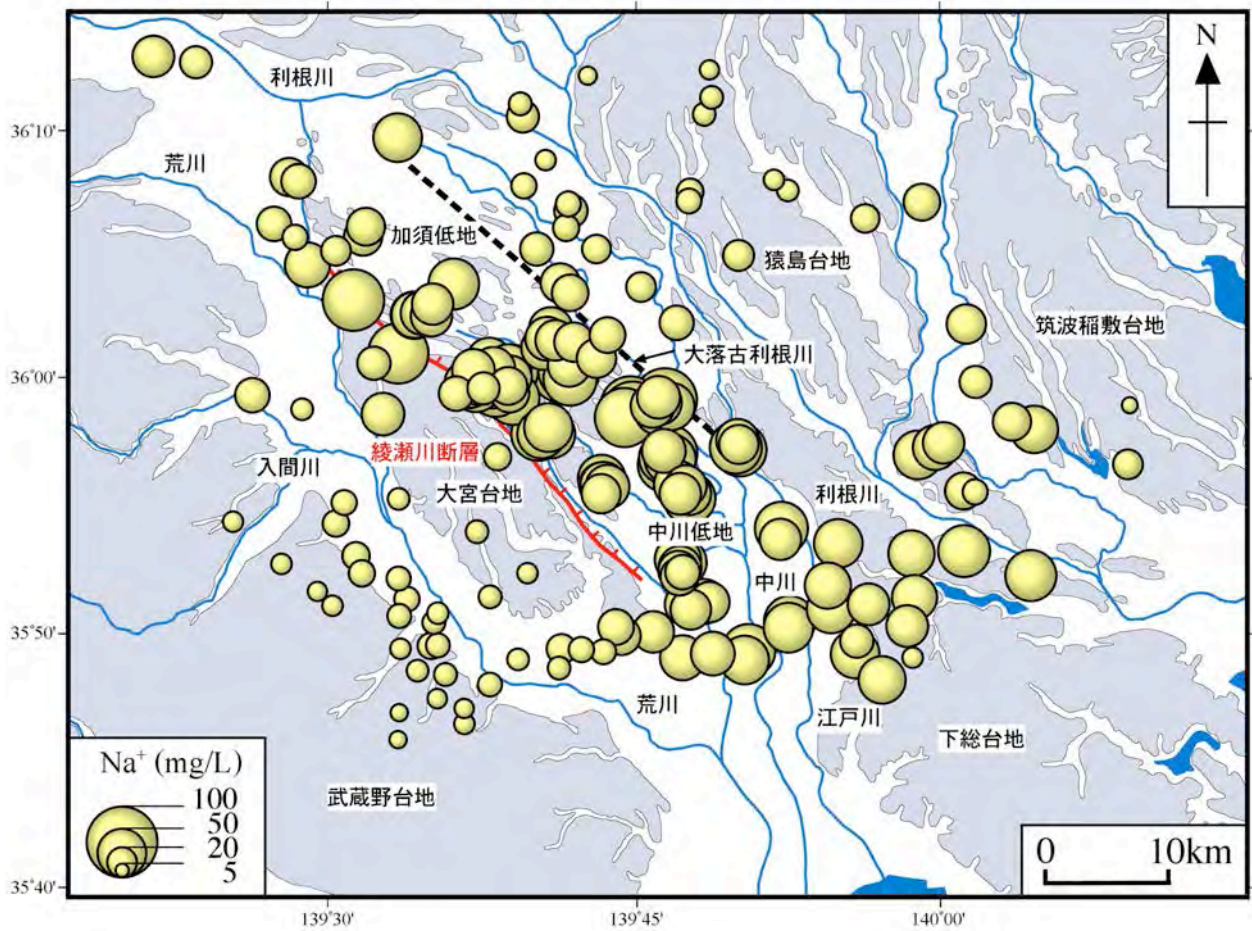 N
利根川
36°10'
荒川
加須低地
猿島台地
筑波稲敷台地
大落古利根川
36°00'
綾瀬川断層
入間川
大宮台地
利根川
中川低地
中川
35°50'
荒川
江戸川
下総台地
Na⁺ (mg/L)
100
50
20
5
武蔵野台地
0 10km
35°40'
139°30' 139°45' 140°00'